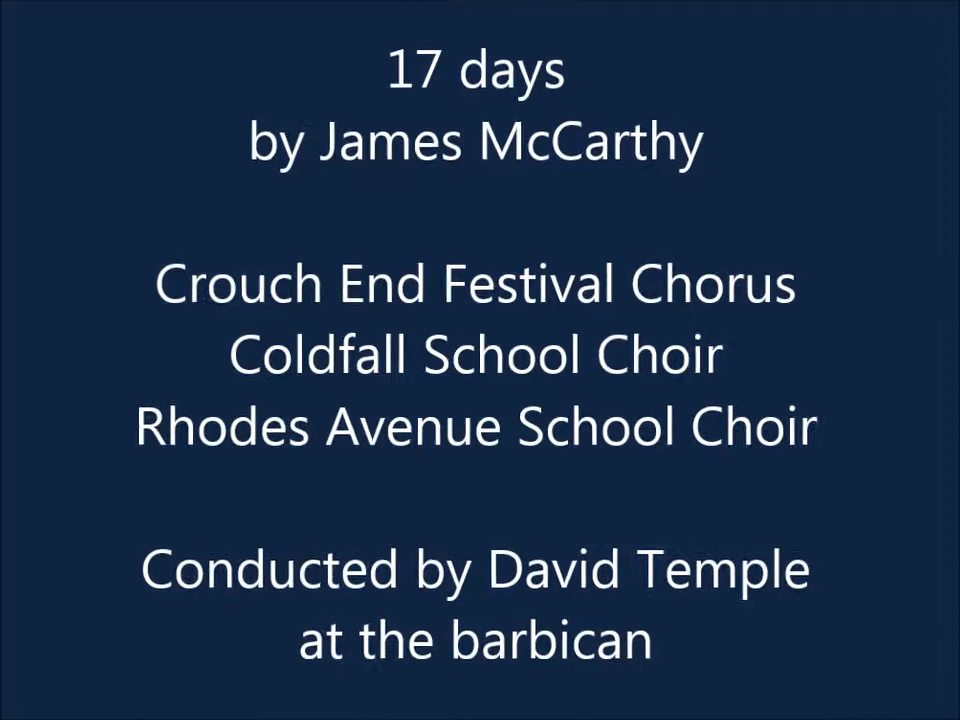 17 days
by James McCarthy
Crouch End Festival Chorus
Coldfall School Choir
Rhodes Avenue School Choir
Conducted by David Temple
at the barbican